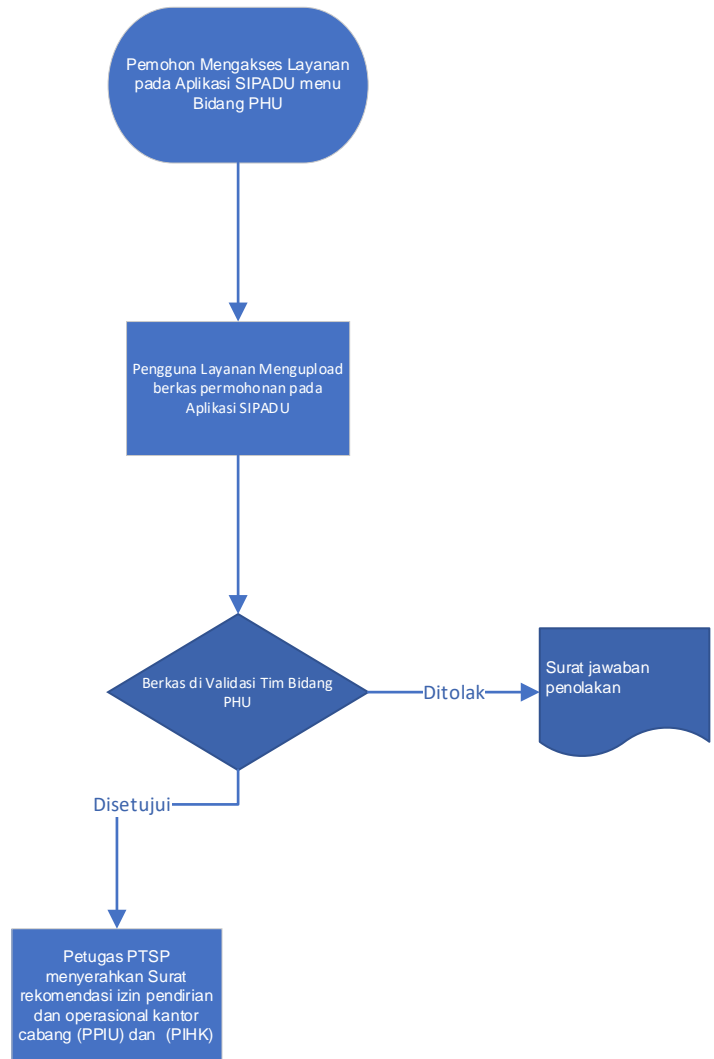 Pemohon Mengakses Layanan
pada Aplikasi SIPADU menu
Bidang PHU
Pengguna Layanan Mengupload
berkas permohonan pada
Aplikasi SIPADU
Berkas di Validasi Tim Bidang
PHU
Ditolak
Surat jawaban
penolakan
Disetujui
Petugas PTSP
menyerahkan Surat
rekomendasi izin pendirian
dan operasional kantor
cabang (PPIU) dan (PIHK)